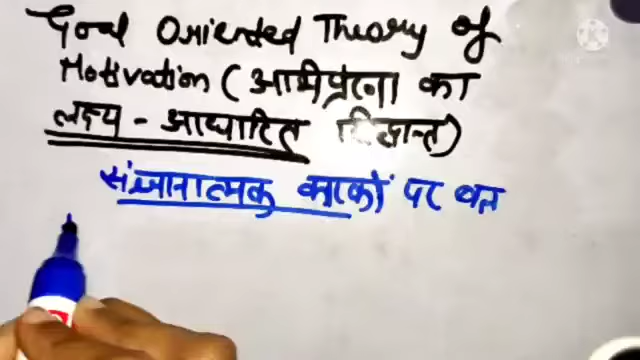 Goal Oriented Theory of
Motivation (अभिप्रेरणा का
लक्ष्य - आधारित सिद्धान्त)
संज्ञानात्मक कारकों पर बल